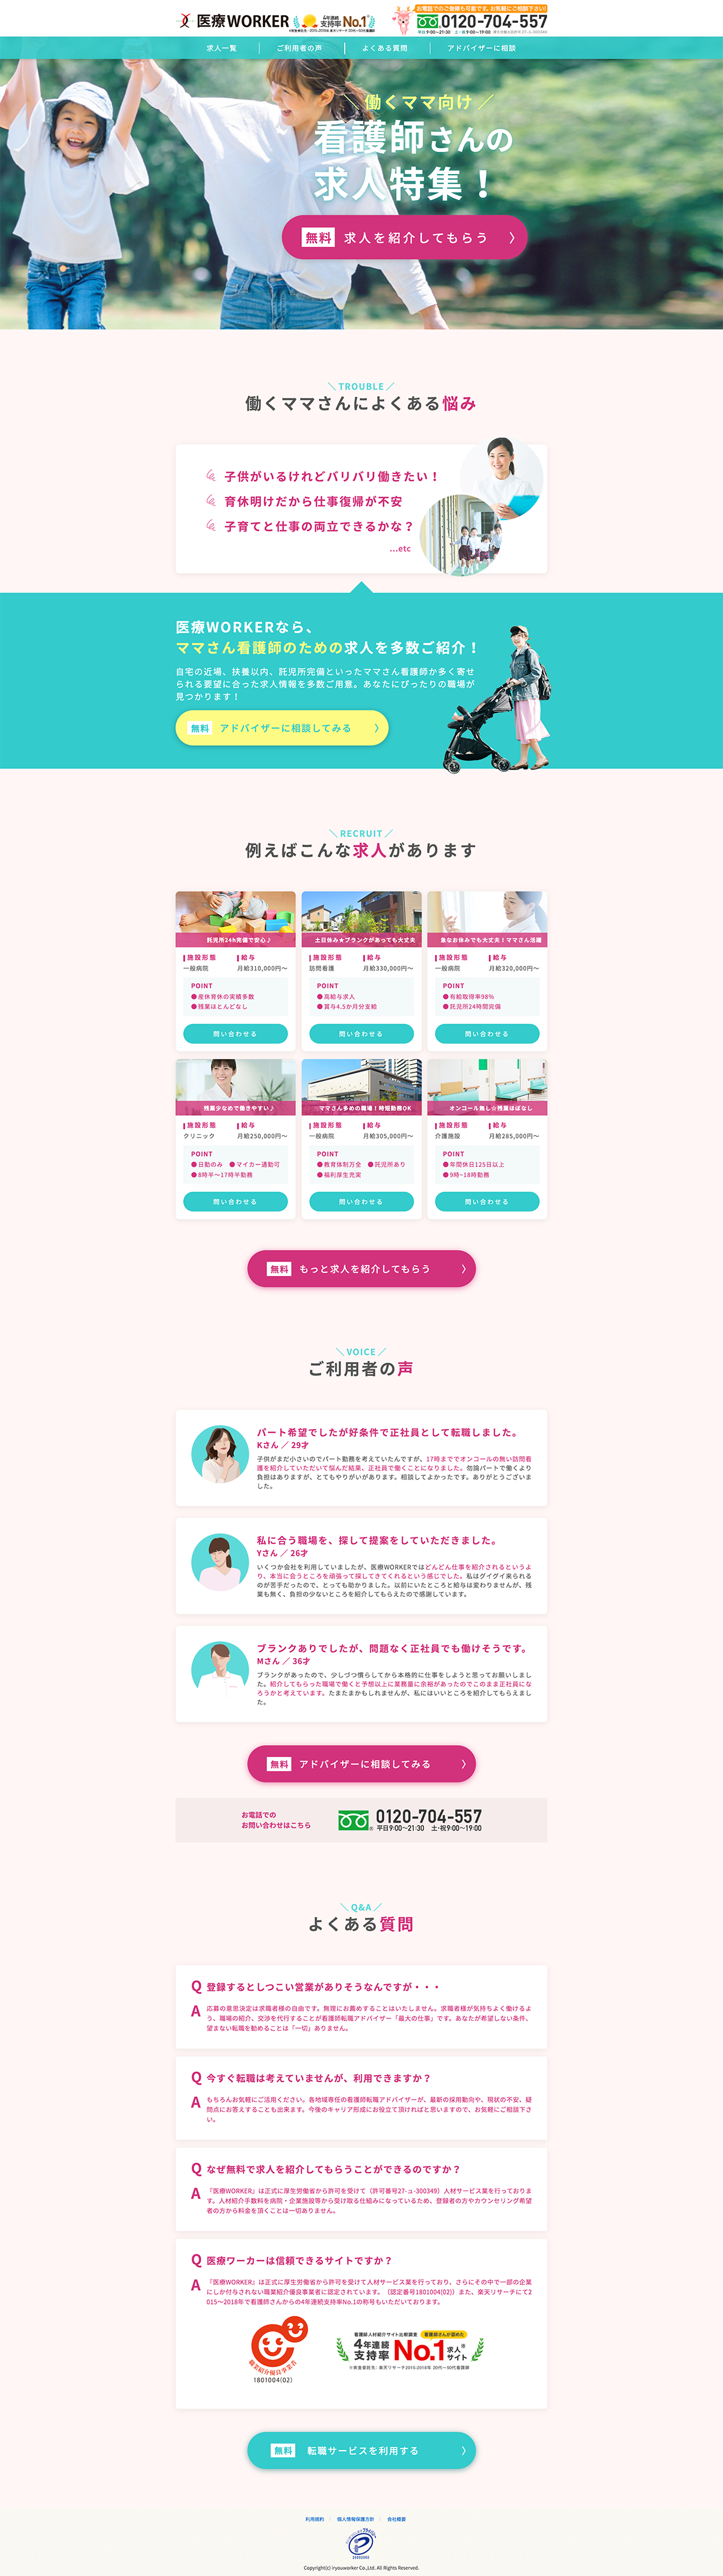 医療WORKER
4年連続
支持率No.1
お電話でのご登録も可能です。お気軽にご相談下さい!
0120-704-557
平日 9:00〜21:30 土・祝 9:00〜19:00
求人一覧
ご利用者の声
よくある質問
アドバイザーに相談
＼ 働くママ向け ／
看護師さんの
求人特集！
無料 求人を紹介してもらう
＼ TROUBLE ／
働くママさんによくある悩み
子供がいるけれどバリバリ働きたい！
育休明けだから仕事復帰が不安
子育てと仕事の両立できるかな？
...etc
医療WORKERなら、
ママさん看護師のための求人を多数ご紹介！
自宅の近場、扶養以内、託児所完備といったママさん看護師が多く寄せ
られる要望に合った求人情報を多数ご用意。あなたにぴったりの職場が
見つかります！
無料 アドバイザーに相談してみる
＼ RECRUIT ／
例えばこんな求人があります
託児所24h完備で安心♪
施設形態 給与
一般病院 月給310,000円〜
POINT
●産休育休の実績多数
●残業ほとんどなし
問い合わせる
土日休み★ブランクがあっても大丈夫
施設形態 給与
訪問看護 月給330,000円〜
POINT
●高給与求人
●賞与4.5か月分支給
問い合わせる
急なお休みでも大丈夫！ママさん活躍
施設形態 給与
一般病院 月給320,000円〜
POINT
●有給取得率98%
●託児所24時間完備
問い合わせる
残業少なめで働きやすい♪
施設形態 給与
クリニック 月給250,000円〜
POINT
●日勤のみ ●マイカー通勤可
●8時半〜17時半勤務
問い合わせる
ママさん多めの職場！時短勤務OK
施設形態 給与
一般病院 月給305,000円〜
POINT
●教育体制万全 ●託児所あり
●福利厚生充実
問い合わせる
オンコール無し☆残業ほぼなし
施設形態 給与
介護施設 月給285,000円〜
POINT
●年間休日125日以上
●9時~18時勤務
問い合わせる
無料 もっと求人を紹介してもらう
＼ VOICE ／
ご利用者の声
パート希望でしたが好条件で正社員として転職しました。
Kさん ／ 29才
子供がまだ小さいのでパート勤務を考えていたんですが、17時まででオンコールの無い訪問看
護を紹介していただいて悩んだ結果、正社員で働くことになりました。勿論パートで働くより
負担はありますが、とてもやりがいがあります。相談してよかったです。ありがとうございま
した。
私に合う職場を、探して提案をしていただきました。
Yさん ／ 26才
いくつか会社を利用していましたが、医療WORKERではどんどん仕事を紹介されるというよ
り、本当に合うところを頑張って探してきてくれるという感じでした。私はグイグイ来られる
のが苦手だったので、とっても助かりました。以前にいたところと給与は変わりませんが、残
業も無く、負担の少ないところを紹介してもらえたので感謝しています。
ブランクありでしたが、問題なく正社員でも働けそうです。
Mさん ／ 36才
ブランクがあったので、少しづつ慣らしてから本格的に仕事をしようと思ってお願いしまし
た。紹介してもらった職場で働くと予想以上に業務量に余裕があったのでこのまま正社員にな
ろうかと考えています。たまたまかもしれませんが、私にはいいところを紹介してもらえまし
た。
無料 アドバイザーに相談してみる
お電話での
お問い合わせはこちら
0120-704-557
平日9:00〜21:30 土・祝9:00〜19:00
＼ Q&A ／
よくある質問
Q 登録するとしつこい営業がありそうなんですが・・・
A 応募の意思決定は求職者様の自由です。無理にお薦めすることはいたしません。求職者様が気持ちよく働けるよ
う、職場の紹介、交渉を代行することが看護師転職アドバイザー「最大の仕事」です。あなたが希望しない条件、
望まない転職を勧めることは「一切」ありません。
Q 今すぐ転職は考えていませんが、利用できますか？
A もちろんお気軽にご活用ください。各地域専任の看護師転職アドバイザーが、最新の採用動向や、現状の不安、疑
問点にお答えすることも出来ます。今後のキャリア形成にお役立て頂ければと思いますので、お気軽にご相談下さ
い。
Q なぜ無料で求人を紹介してもらうことができるのですか？
A 『医療WORKER』は正式に厚生労働省から許可を受けて（許可番号27-ユ-300349）人材サービス業を行っておりま
す。人材紹介手数料を病院・企業施設等から受け取る仕組みになっているため、登録者の方やカウンセリング希望
者の方から料金を頂くことは一切ありません。
Q 医療ワーカーは信頼できるサイトですか？
A 『医療WORKER』は正式に厚生労働省から許可を受けて人材サービス業を行っており、さらにその中で一部の企業
にしか付与されない職業紹介優良事業者に認定されています。（認定番号1801004(02)）また、楽天リサーチにて2
015〜2018年で看護師さんからの4年連続支持率No.1の称号もいただいております。
職業紹介優良事業者
1801004(02)
看護師人材紹介サイト比較調査 看護師さんが認めた
4年連続
支持率 No.1 求人※
サイト
※調査委託先：楽天リサーチ2015-2018年 20代〜50代看護師
無料 転職サービスを利用する
利用規約 個人情報保護方針 会社概要
Copyright(c) Iryouworker Co.,Ltd. All Rights Reserved.